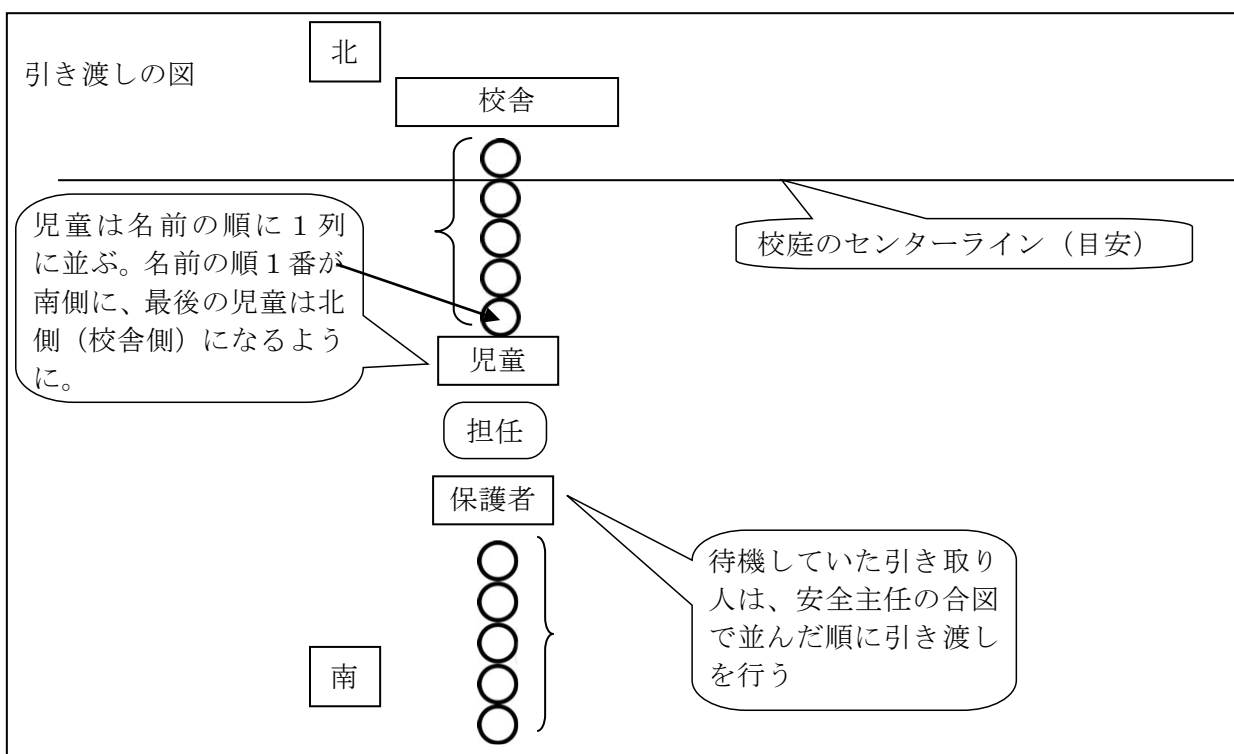 北
引き渡しの図
校舎
児童は名前の順に１列
に並ぶ。名前の順１番が
南側に、最後の児童は北
側（校舎側）になるよう
に。
校庭のセンターライン（目安）
児童
担任
保護者
待機していた引き取り
人は、安全主任の合図
で並んだ順に引き渡し
を行う
南